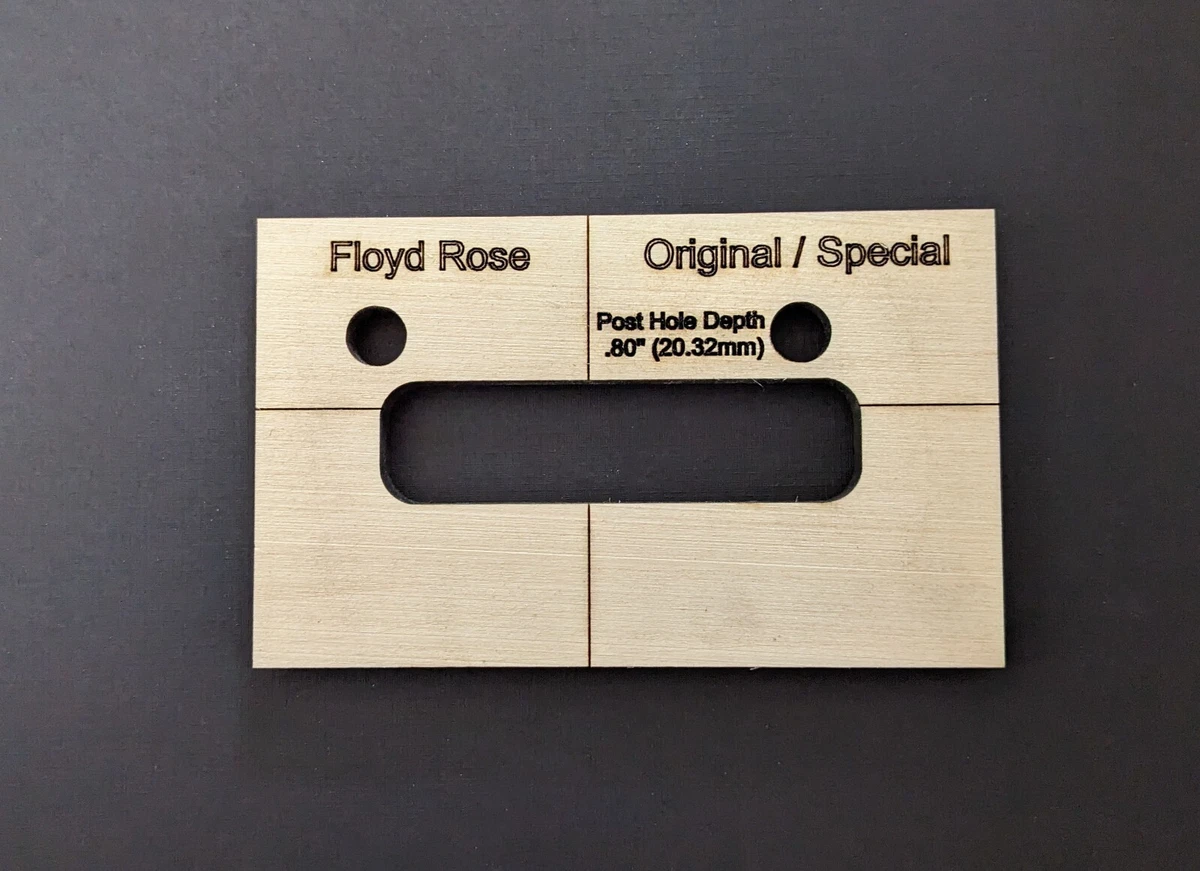 Floyd Rose
Original / Special
Post Hole Depth
.80" (20.32mm)